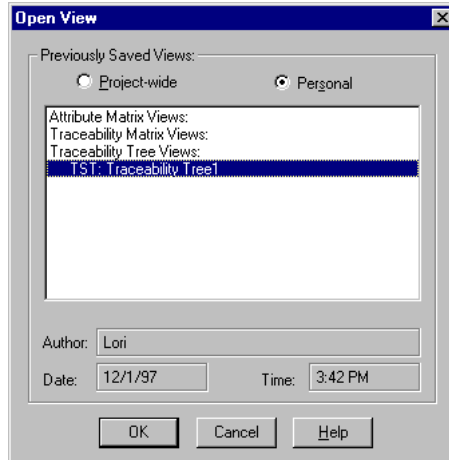 Open View
Previously Saved Views:
Project-wide Personal
Attribute Matrix Views:
Traceability Matrix Views:
Traceability Tree Views:
TST: Traceability Tree1
Author: Lori
Date: 12/1/97 Time: 3:42 PM
OK Cancel Help